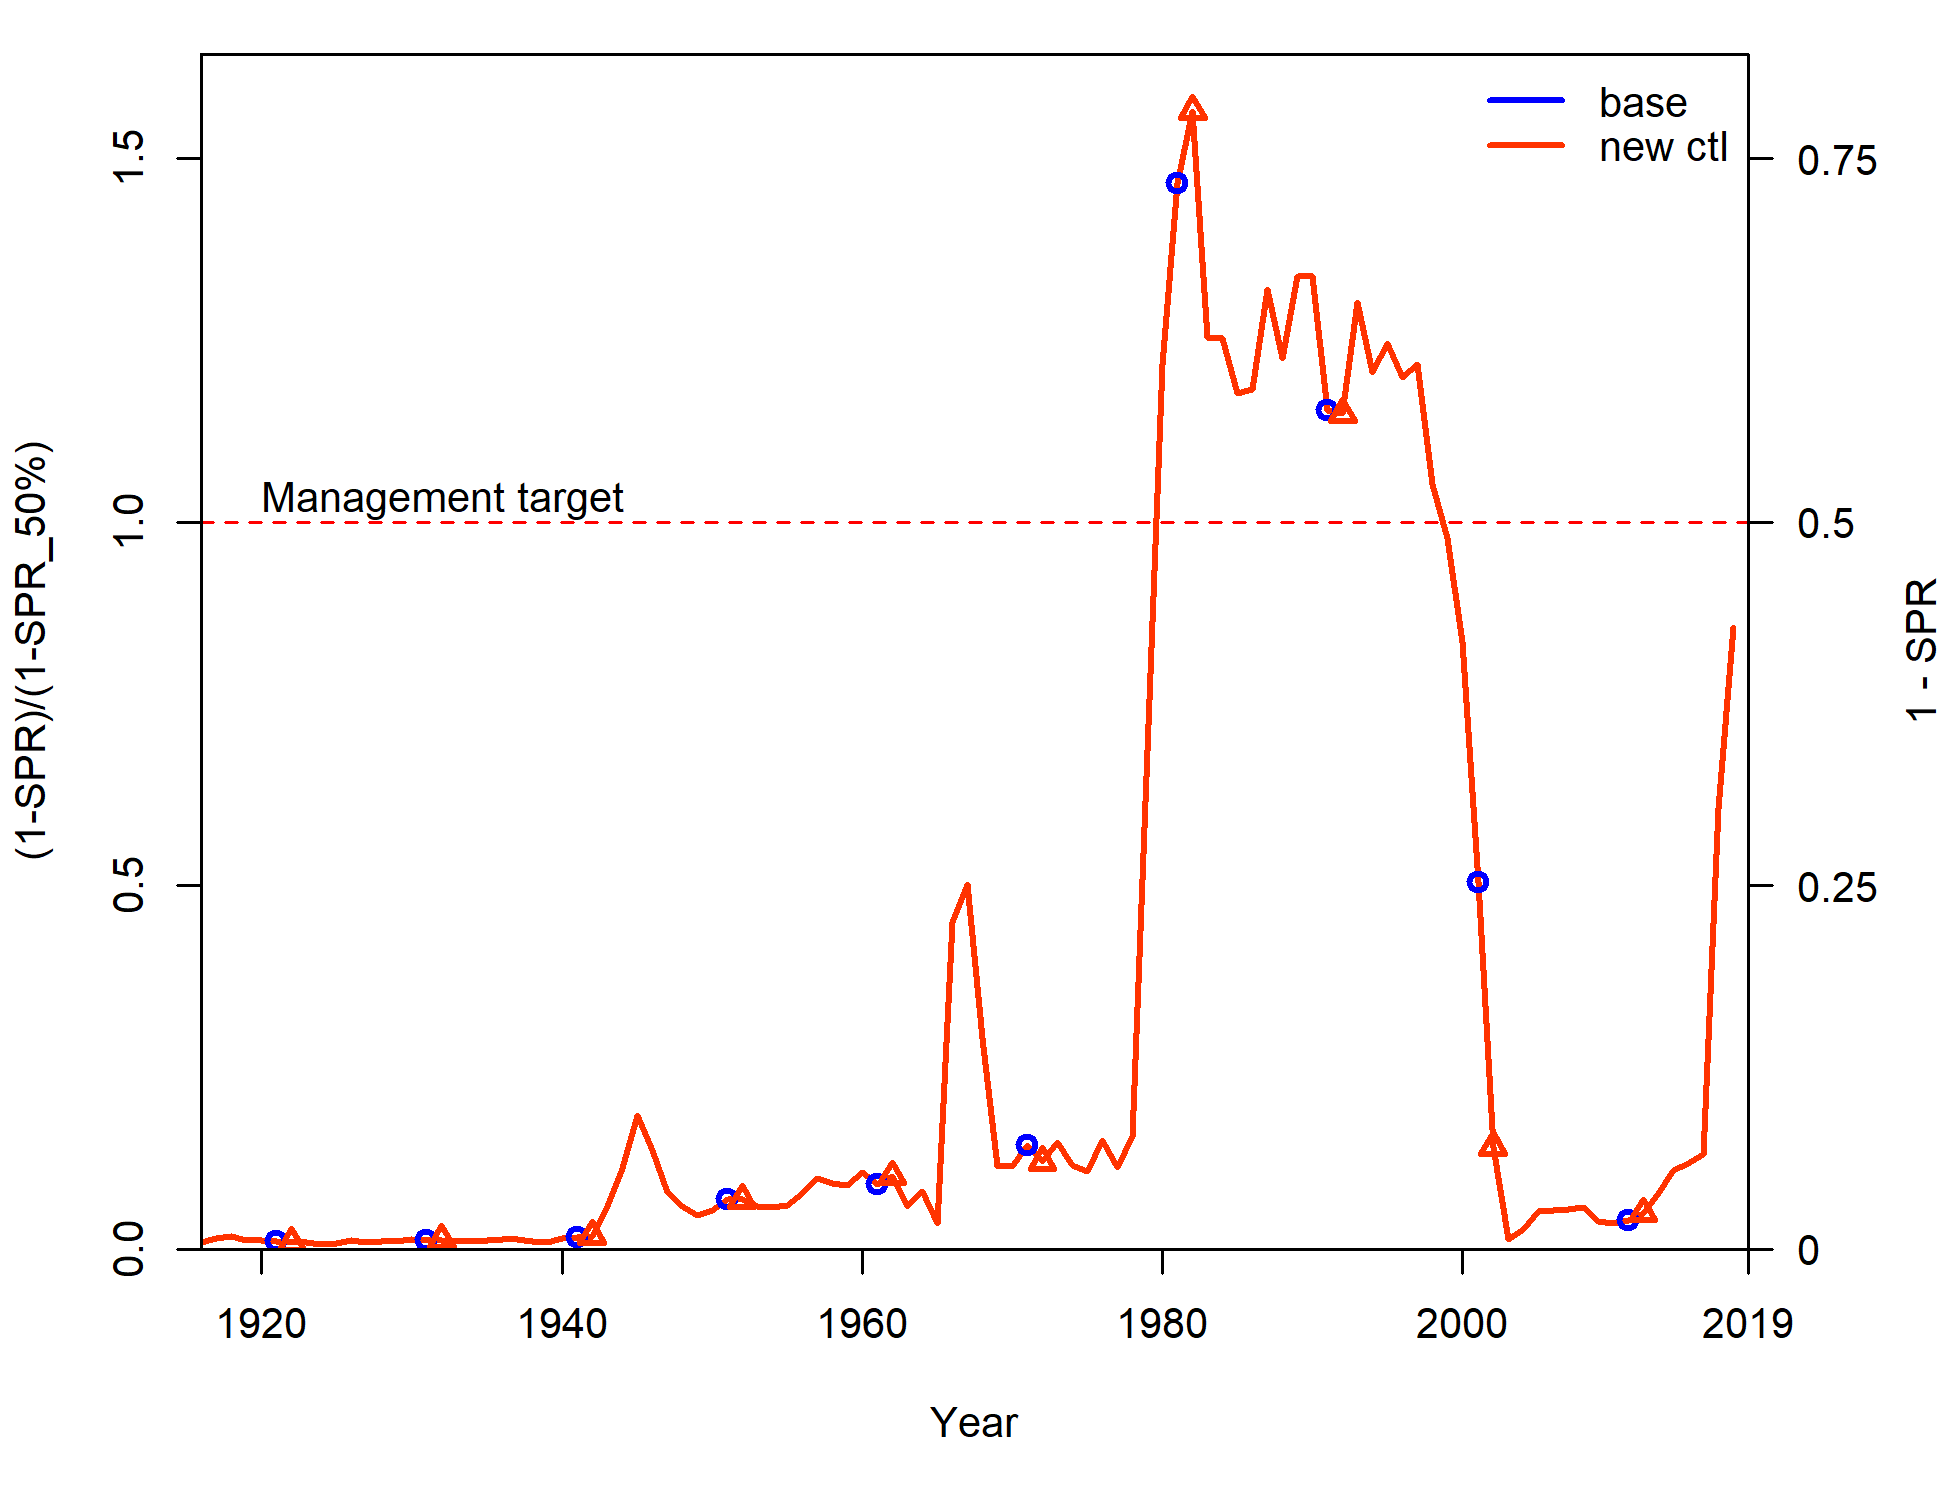 base
new ctl
Management target
(1-SPR)/(1-SPR_50%)
0.0
0.5
1.0
1.5
1 - SPR
0
0.25
0.5
0.75
1920
1940
1960
1980
2000
2019
Year